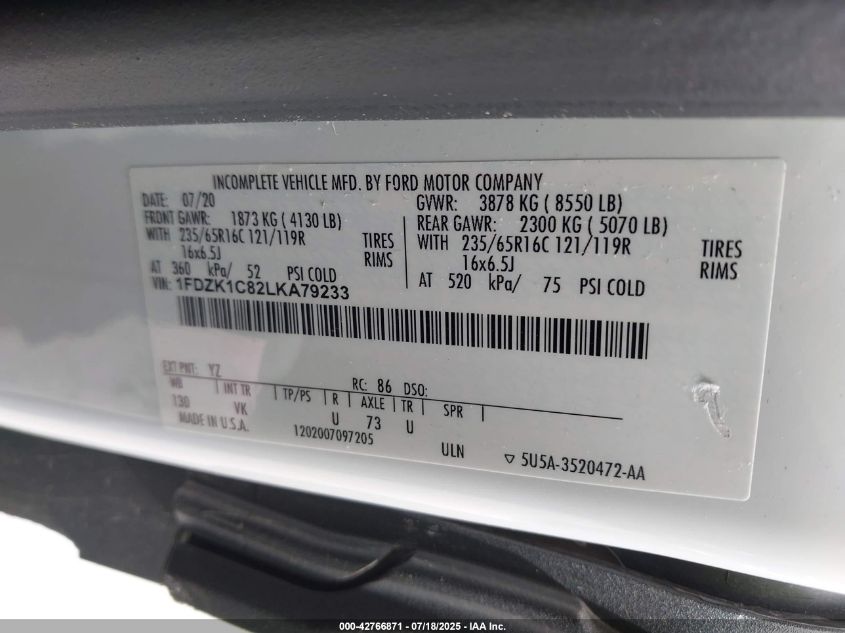 INCOMPLETE VEHICLE MFD. BY FORD MOTOR COMPANY
DATE: 07/20 GVWR: 3878 KG ( 8550 LB)
FRONT GAWR: 1873 KG ( 4130 LB) REAR GAWR: 2300 KG ( 5070 LB)
WITH 235/65R16C 121/119R TIRES WITH 235/65R16C 121/119R TIRES
16x6.5J RIMS 16x6.5J RIMS
AT 360 kPa/ 52 PSI COLD AT 520 kPa/ 75 PSI COLD
VIN: 1FDZK1C82LKA79233
EXT PNT: YZ RC: 86 DSO:
WB INT TR TP/PS R AXLE TR SPR
130 VK U 73 U
MADE IN U.S.A. 1202007097205 ULN ▽ 5U5A-3520472-AA
000-42766871 - 07/18/2025 - IAA Inc.